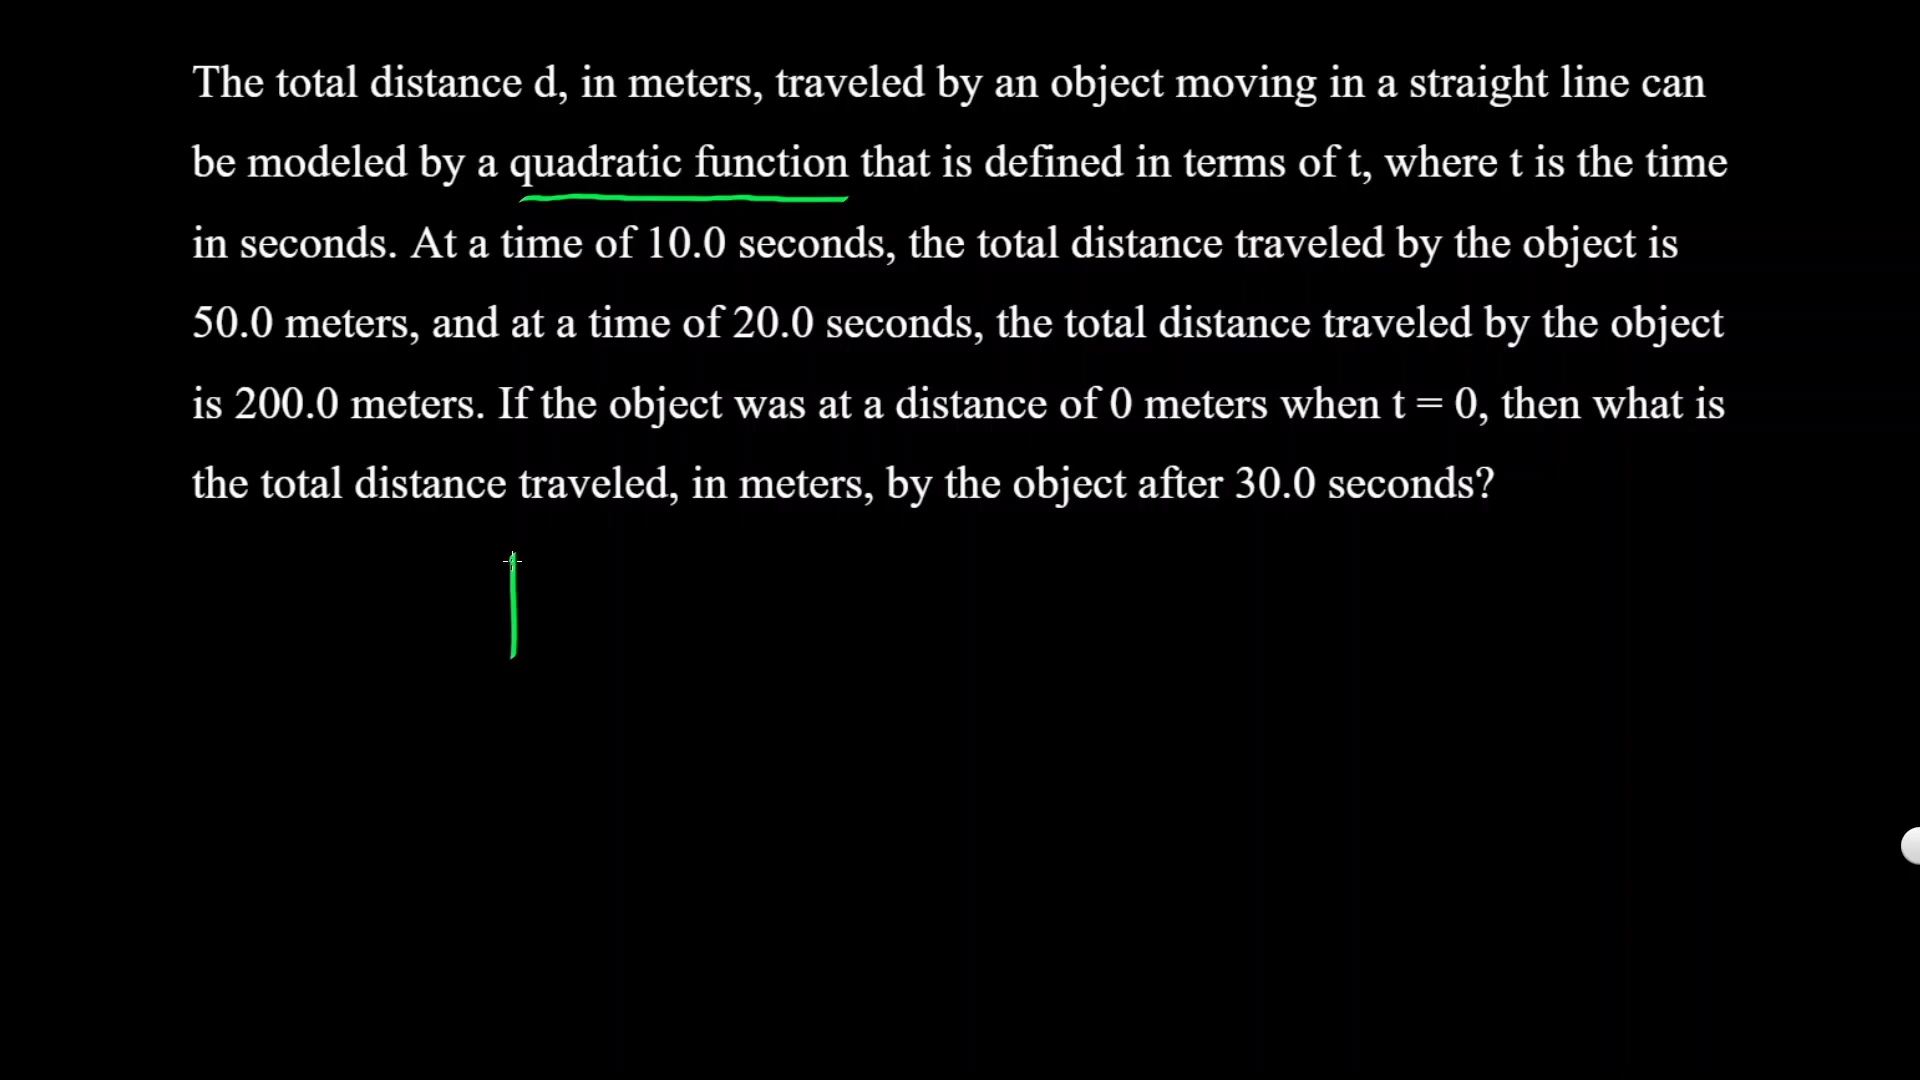 The total distance d, in meters, traveled by an object moving in a straight line can
be modeled by a quadratic function that is defined in terms of t, where t is the time
in seconds. At a time of 10.0 seconds, the total distance traveled by the object is
50.0 meters, and at a time of 20.0 seconds, the total distance traveled by the object
is 200.0 meters. If the object was at a distance of 0 meters when t = 0, then what is
the total distance traveled, in meters, by the object after 30.0 seconds?